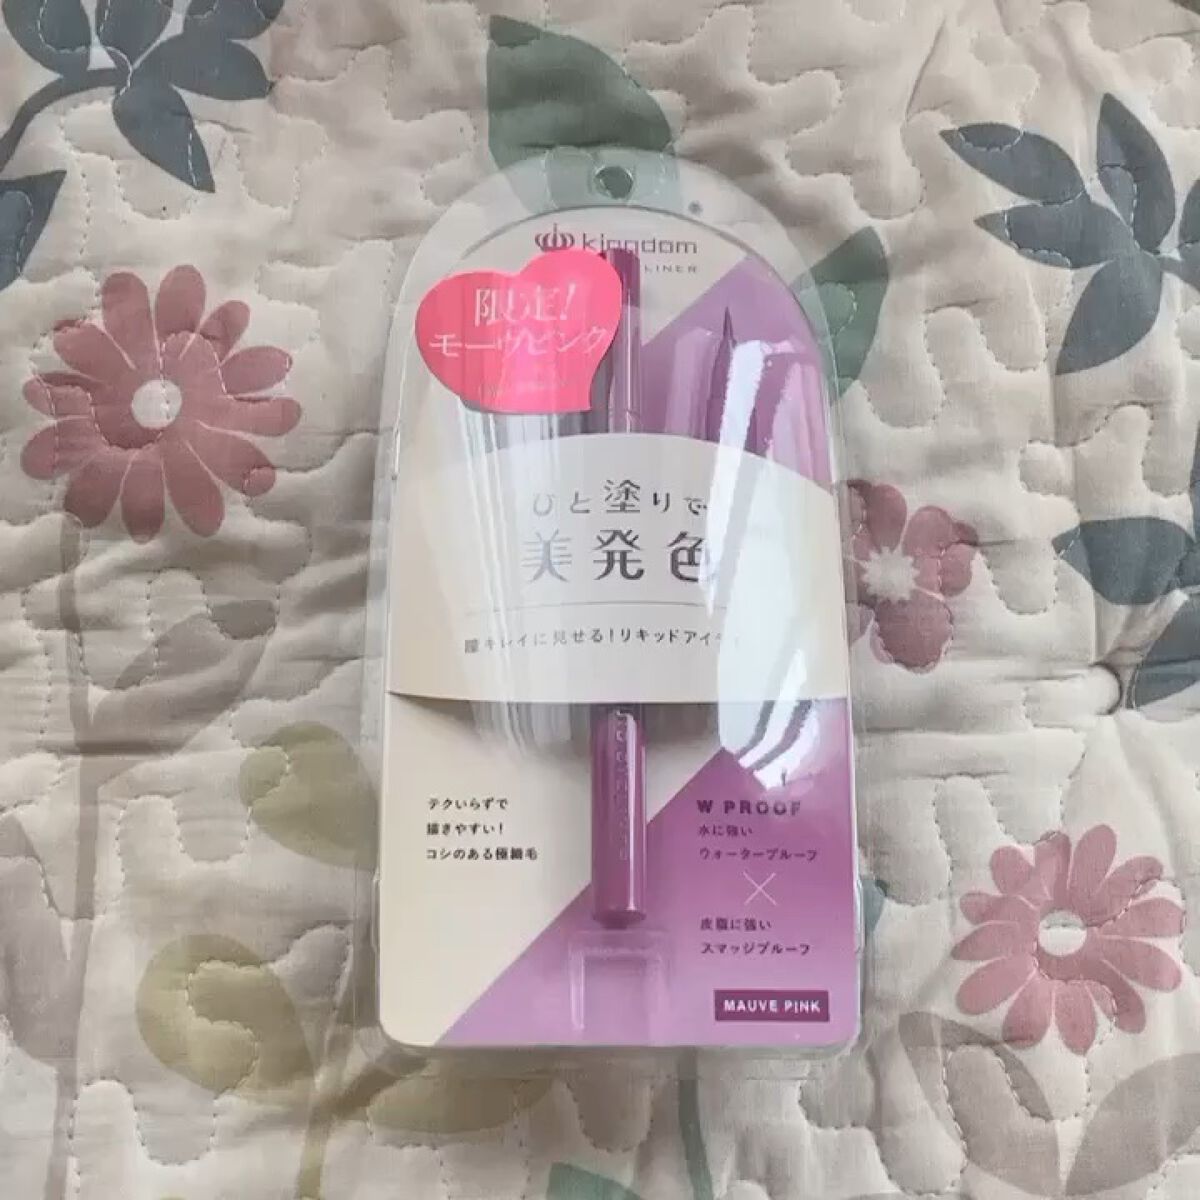 kingdom
LINER
限定!
モーヴピンク
ひと塗りで
美発色
瞳キレイに見せる!リキッドアイ
テクいらずで
描きやすい!
コシのある極細毛
W PROOF
水に強い
ウォータープルーフ
×
皮脂に強い
スマッジプルーフ
MAUVE PINK